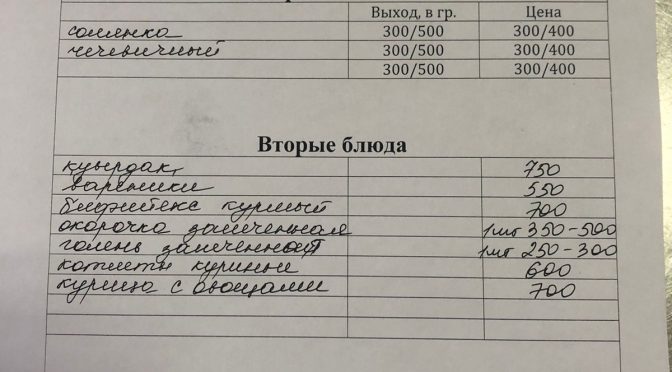 Выход, в гр. Цена
солянка 300/500 300/400
чечевичный 300/500 300/400
300/500 300/400
Вторые блюда
куырдак 750
вареники 550
бифштекс куриный 700
окорочка запеченная 1шт 350-500
голень запеченная 1шт 250-300
котлеты куриные 600
курица с овощами 700